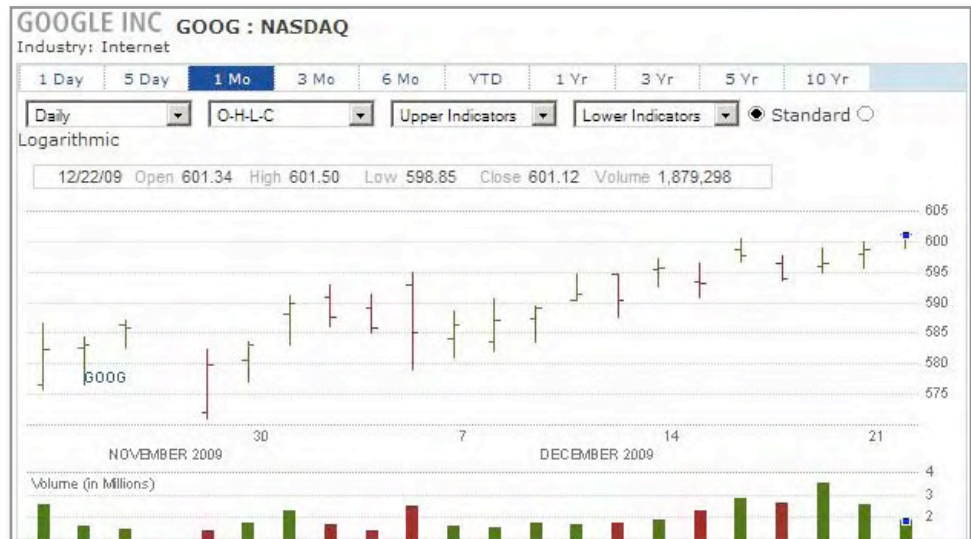 GOOGLE INC GOOG : NASDAQ
Industry: Internet
1 Day 5 Day 1 Mo 3 Mo 6 Mo YTD 1 Yr 3 Yr 5 Yr 10 Yr
Daily O-H-L-C Upper Indicators Lower Indicators Standard
Logarithmic
12/22/09 Open 601.34 High 601.50 Low 598.85 Close 601.12 Volume 1,879,298
605
600
595
590
585
580
GOOG
575
30 7 14 21
NOVEMBER 2009 DECEMBER 2009
4
Volume (in Millions)
3
2